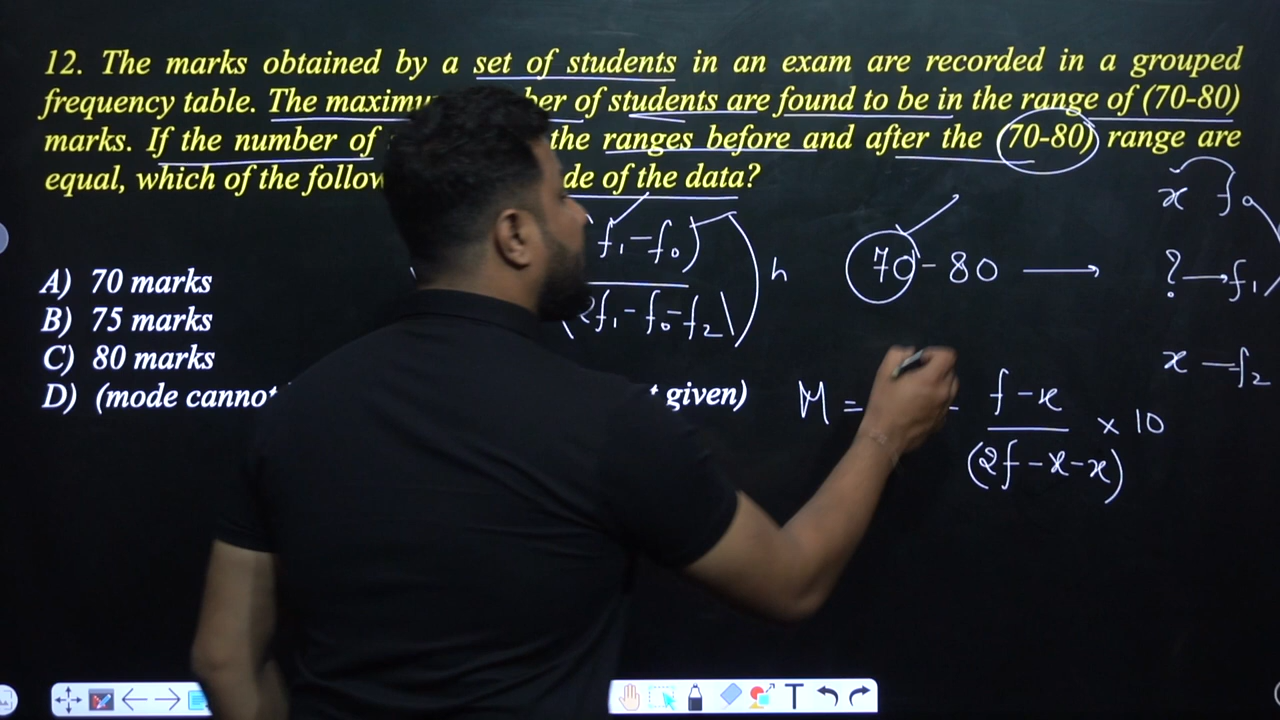 12. The marks obtained by a set of students in an exam are recorded in a grouped
frequency table. The maximu ber of students are found to be in the range of (70-80)
marks. If the number of the ranges before and after the (70-80) range are
equal, which of the follow de of the data?
x f₀
f₁-f₀)
70-80
h
A) 70 marks
?→f₁
2f₁-f₀-f₂
B) 75 marks
C) 80 marks
x -f₂
D) (mode cannot given)
M = f-x × 10
(2f-x-x)
T